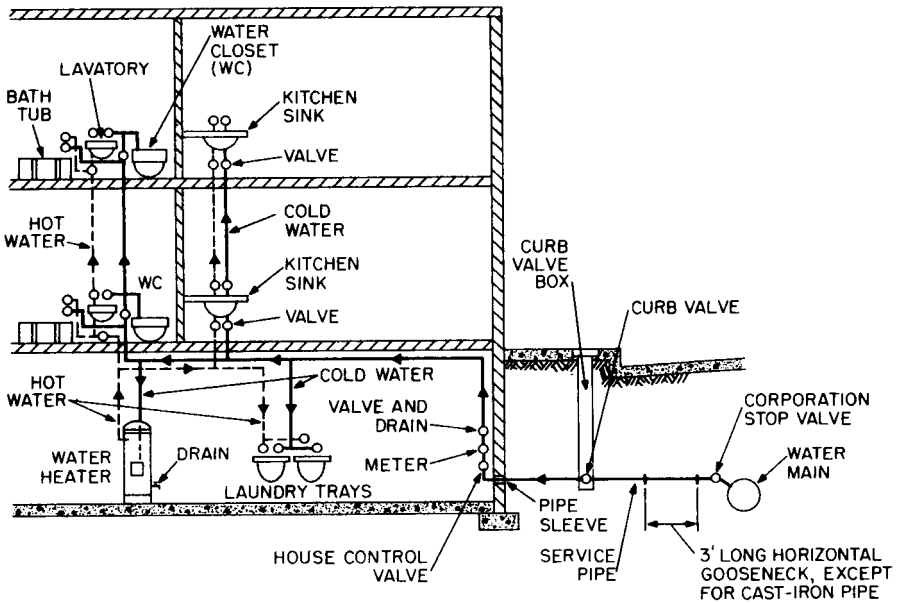 WATER
CLOSET
(WC)
LAVATORY
BATH
TUB
KITCHEN
SINK
VALVE
HOT
WATER
COLD
WATER
WC
KITCHEN
SINK
VALVE
CURB
VALVE
BOX
CURB VALVE
HOT
WATER
COLD WATER
VALVE AND
DRAIN
CORPORATION
STOP VALVE
WATER
HEATER
DRAIN
METER
WATER
MAIN
LAUNDRY TRAYS
PIPE
SLEEVE
HOUSE CONTROL
VALVE
SERVICE
PIPE
3' LONG HORIZONTAL
GOOSENECK, EXCEPT
FOR CAST-IRON PIPE